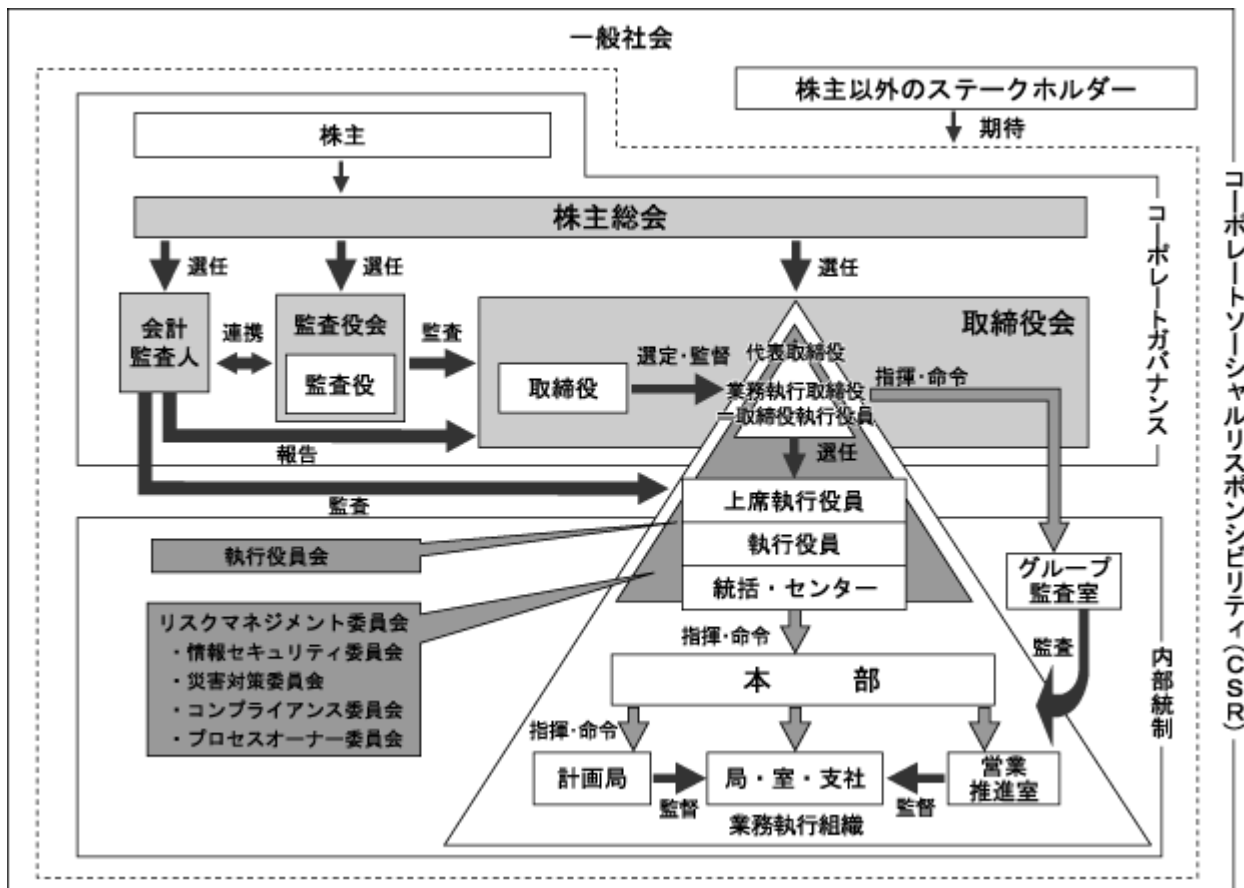 一般社会
株主以外のステークホルダー
期待
株主
株主総会
選任
選任
選任
会計
監査人
連携
監査役会
監査役
監査
取締役会
取締役
選定・監督
代表取締役
業務執行取締役
取締役執行役員
指揮・命令
報告
選任
監査
コーポレートガバナンス
コーポレートソーシャルリスポンシビリティ(CSR)
上席執行役員
執行役員
統括・センター
執行役員会
リスクマネジメント委員会
・情報セキュリティ委員会
・災害対策委員会
・コンプライアンス委員会
・プロセスオーナー委員会
グループ
監査室
監査
指揮・命令
本 部
指揮・命令
計画局
監督
局・室・支社
監督
営業
推進室
業務執行組織
内部統制